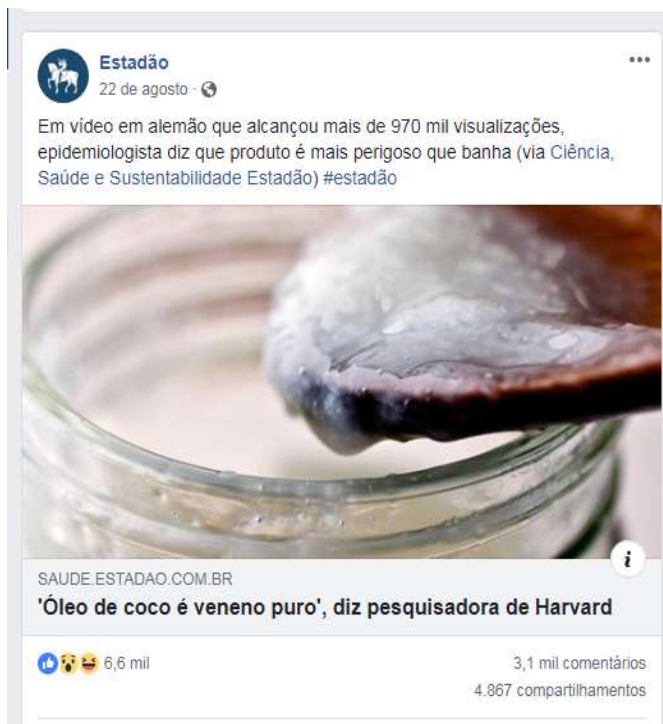 Estadão
22 de agosto ·
Em vídeo em alemão que alcançou mais de 970 mil visualizações,
epidemiologista diz que produto é mais perigoso que banha (via Ciência,
Saúde e Sustentabilidade Estadão) #estadão
i
SAUDE.ESTADAO.COM.BR
'Óleo de coco é veneno puro', diz pesquisadora de Harvard
6,6 mil
3,1 mil comentários
4.867 compartilhamentos